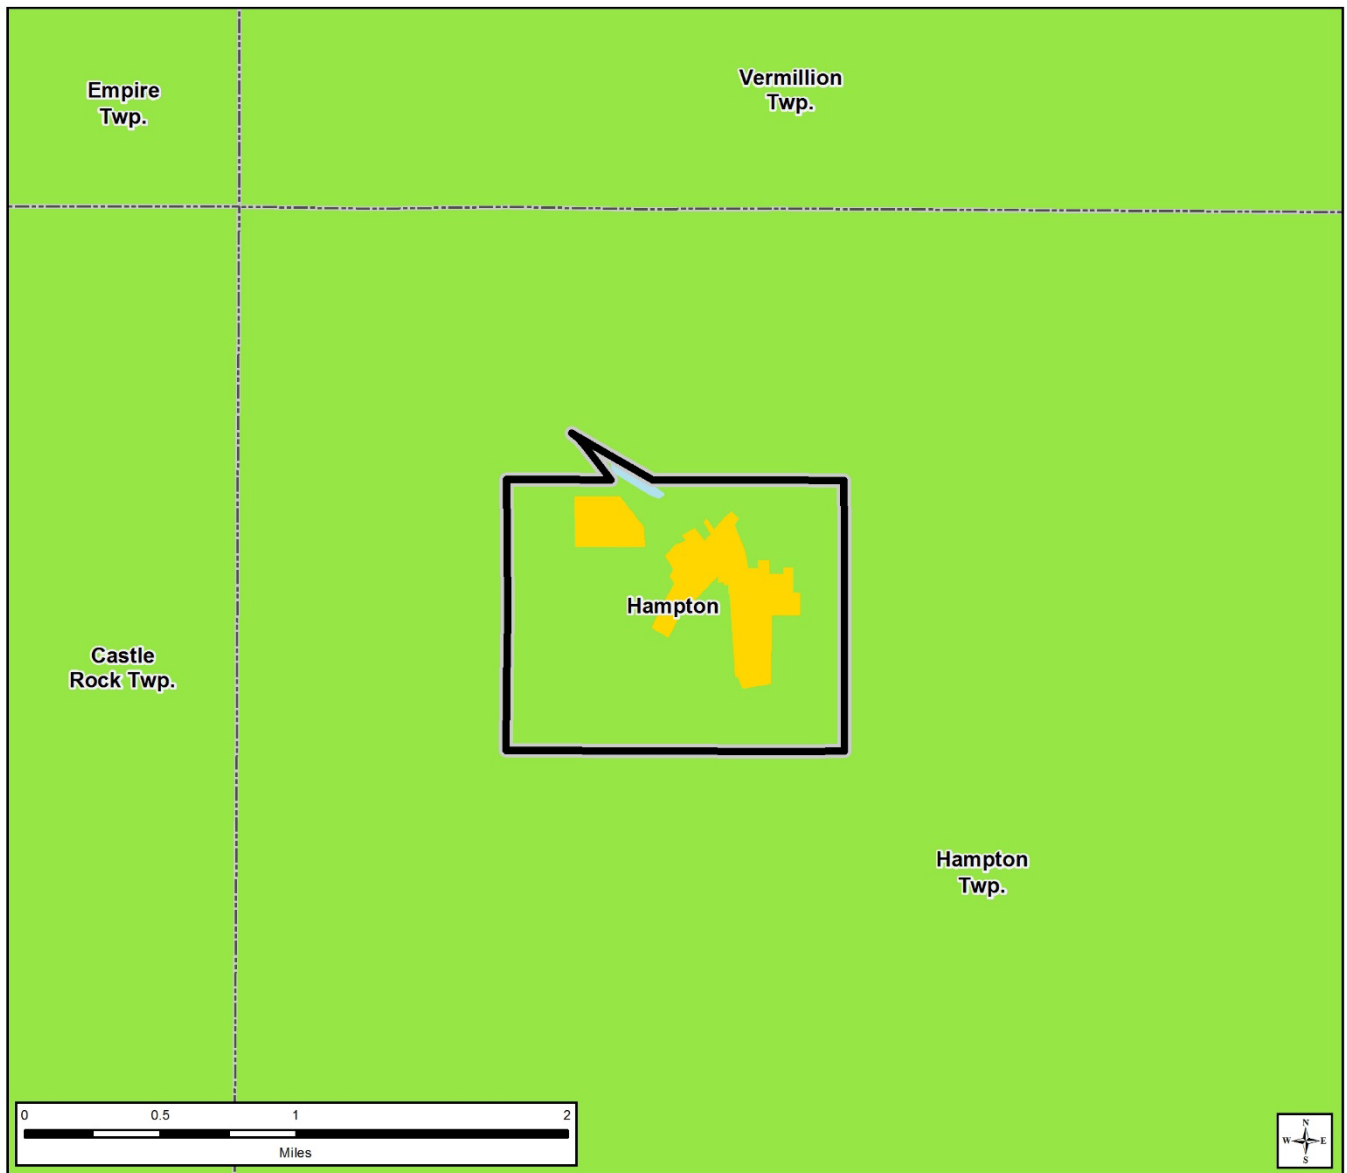 Empire
Twp.
Vermillion
Twp.
Hampton
Castle
Rock Twp.
Hampton
Twp.
0 0.5 1 2
Miles
N
W E
S